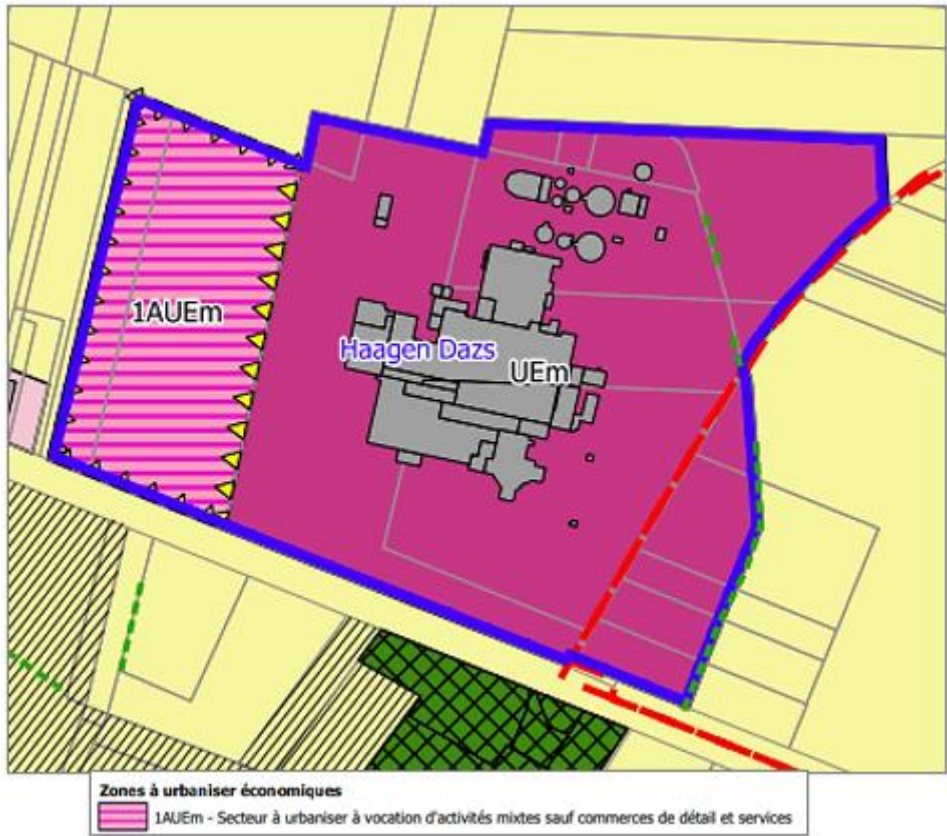 1AUEm
Haagen Dazs
UEm
Zones à urbaniser économiques
1AUEm - Secteur à urbaniser à vocation d'activités mixtes sauf commerces de détail et services